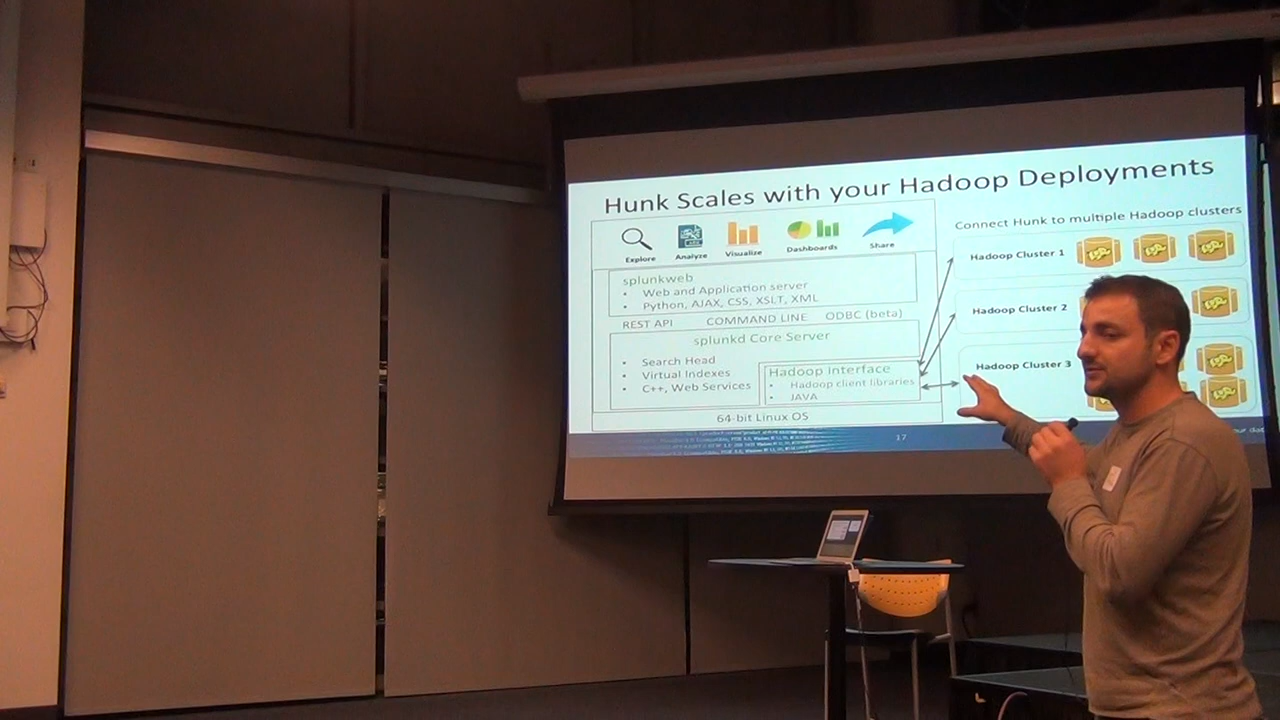 Hunk Scales with your Hadoop Deployments
Explore
Analyze
Visualize
Dashboards
Share
splunkweb
• Web and Application server
• Python, AJAX, CSS, XSLT, XML
REST API COMMAND LINE ODBC (beta)
splunkd Core Server
• Search Head
• Virtual Indexes
• C++, Web Services
Hadoop Interface
• Hadoop client libraries
• JAVA
64-bit Linux OS
Connect Hunk to multiple Hadoop clusters
Hadoop Cluster 1
Hadoop Cluster 2
Hadoop Cluster 3
17